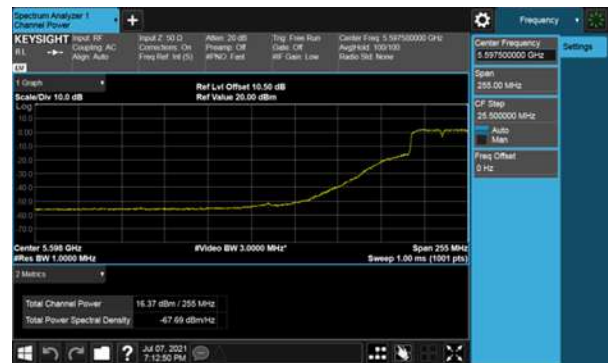 Spectrum Analyzer 1
Channel Power
Frequency
KEYSIGHT Input: RF Input Z: 50 Ω Atten: 20 dB Trig: Free Run Center Freq: 5.597500000 GHz
RL Coupling: AC Corrections: On Preamp: Off Gate: Off Avg|Hold: 100/100
Align: Auto Freq Ref: Int (S) #PNO: Fast #IF Gain: Low Radio Std: None
Center Frequency
5.597500000 GHz
Settings
Span
255.00 MHz
CF Step
25.500000 MHz
Auto
Man
Freq Offset
0 Hz
1 Graph
Scale/Div 10.0 dB
Ref Lvl Offset 10.50 dB
Ref Value 20.00 dBm
Log
10.0
0.00
-10.0
-20.0
-30.0
-40.0
-50.0
-60.0
-70.0
Center 5.598 GHz #Video BW 3.0000 MHz* Span 255 MHz
#Res BW 1.0000 MHz Sweep 1.00 ms (1001 pts)
2 Metrics
Total Channel Power 16.37 dBm / 255 MHz
Total Power Spectral Density -67.69 dBm/Hz
Jul 07, 2021
7:12:50 PM